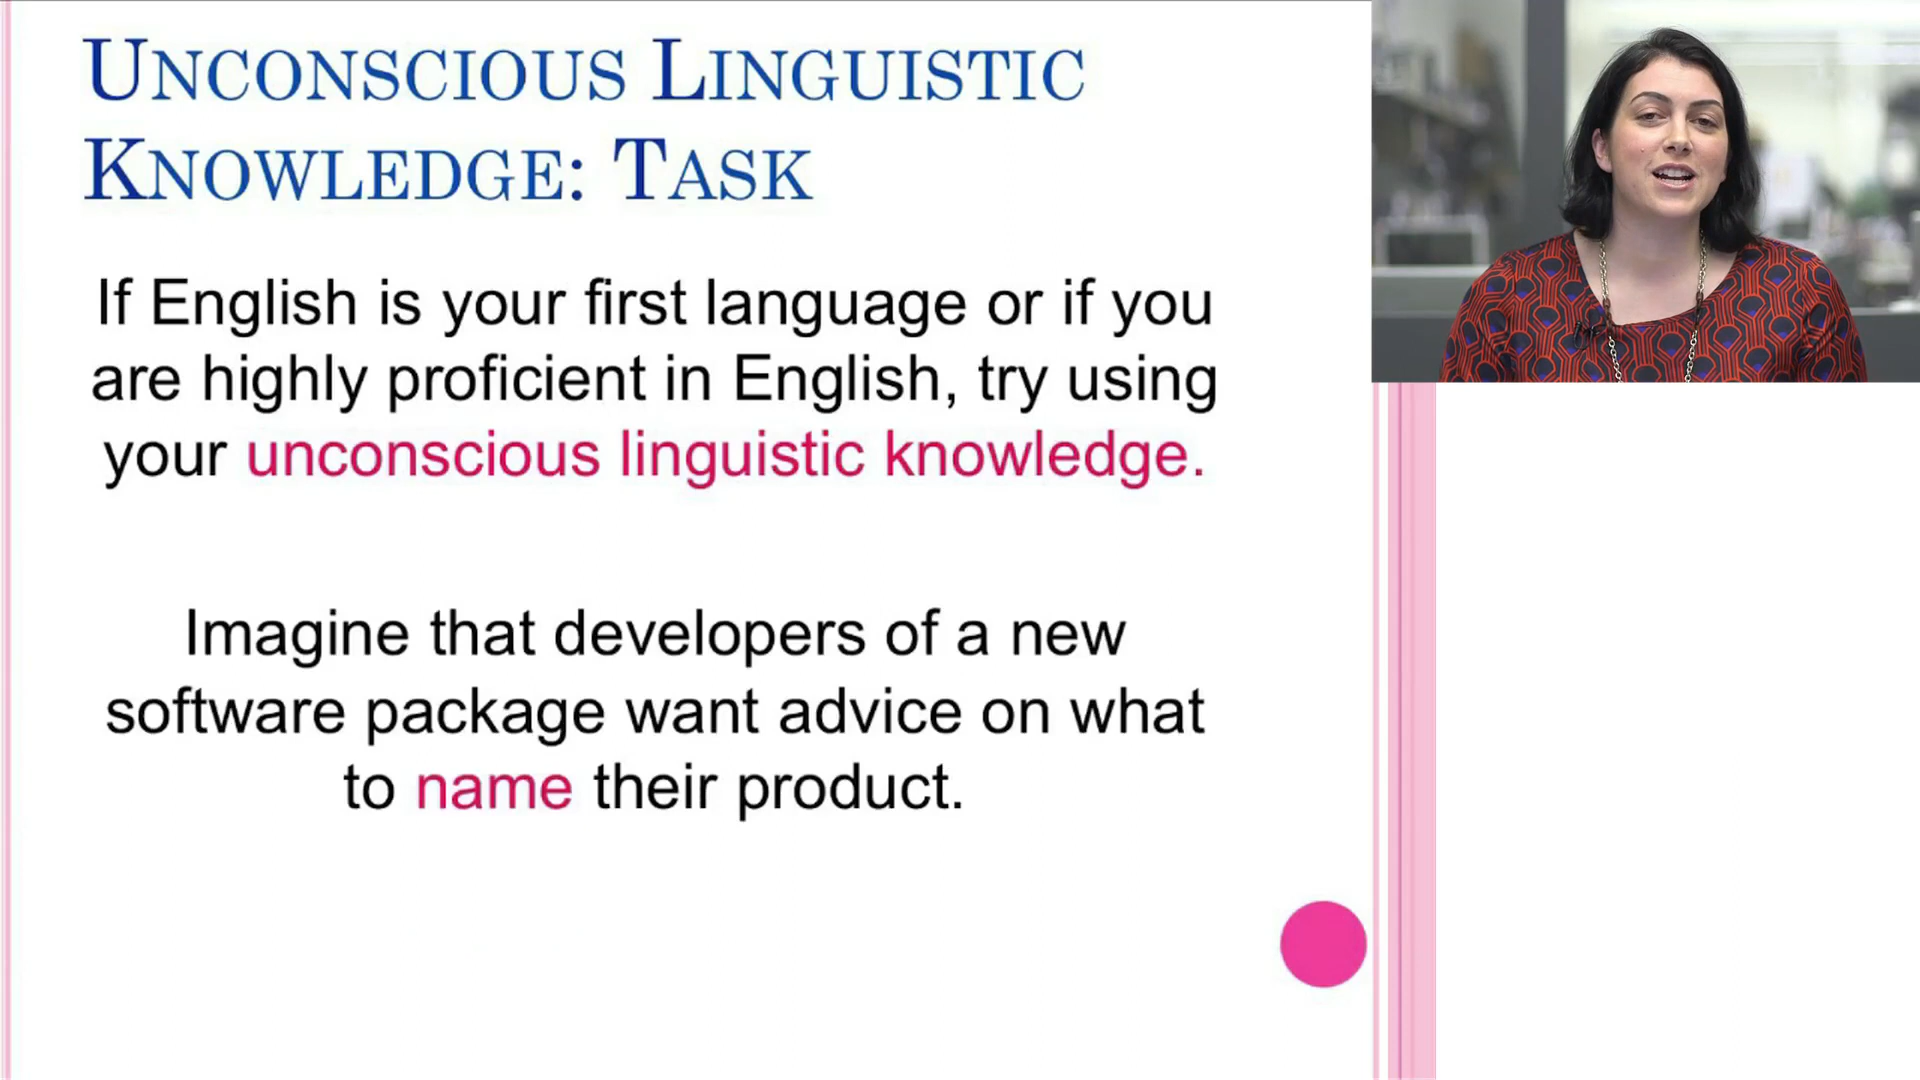 Unconscious Linguistic
Knowledge: Task
If English is your first language or if you
are highly proficient in English, try using
your unconscious linguistic knowledge.
Imagine that developers of a new
software package want advice on what
to name their product.